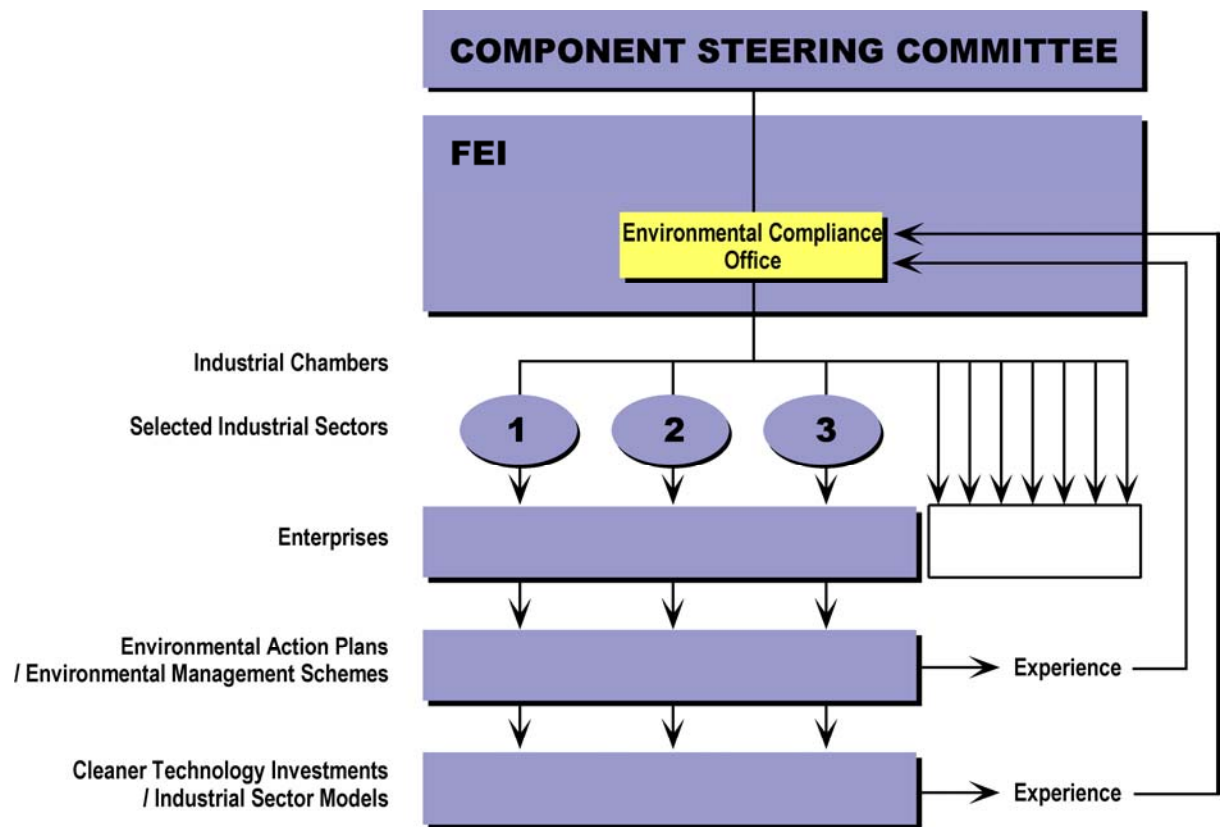 COMPONENT STEERING COMMITTEE
FEI
Environmental Compliance
Office
Industrial Chambers
Selected Industrial Sectors
1
2
3
Enterprises
Environmental Action Plans
/ Environmental Management Schemes
Experience
Cleaner Technology Investments
/ Industrial Sector Models
Experience